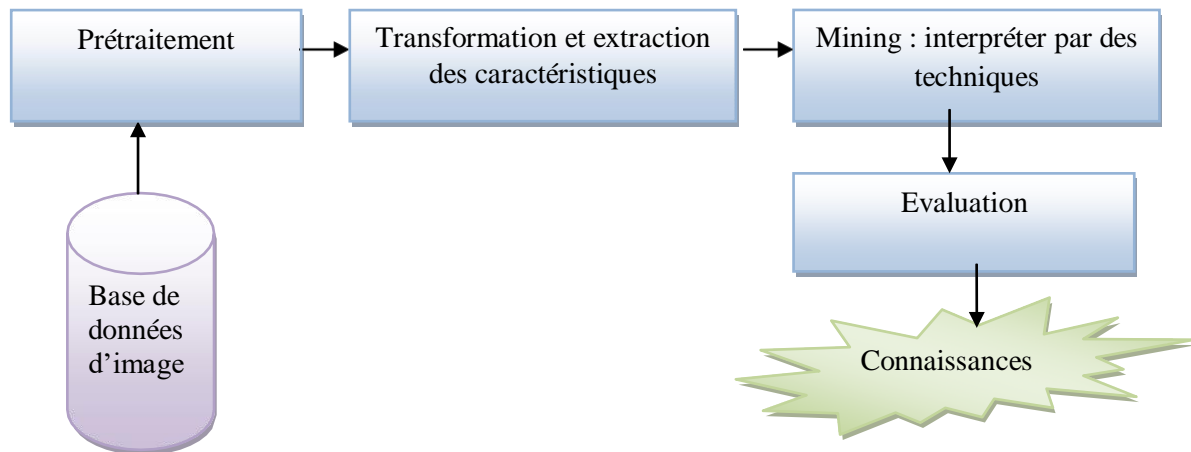 Prétraitement
Transformation et extraction
des caractéristiques
Mining : interpréter par des
techniques
Evaluation
Base de
données
d’image
Connaissances